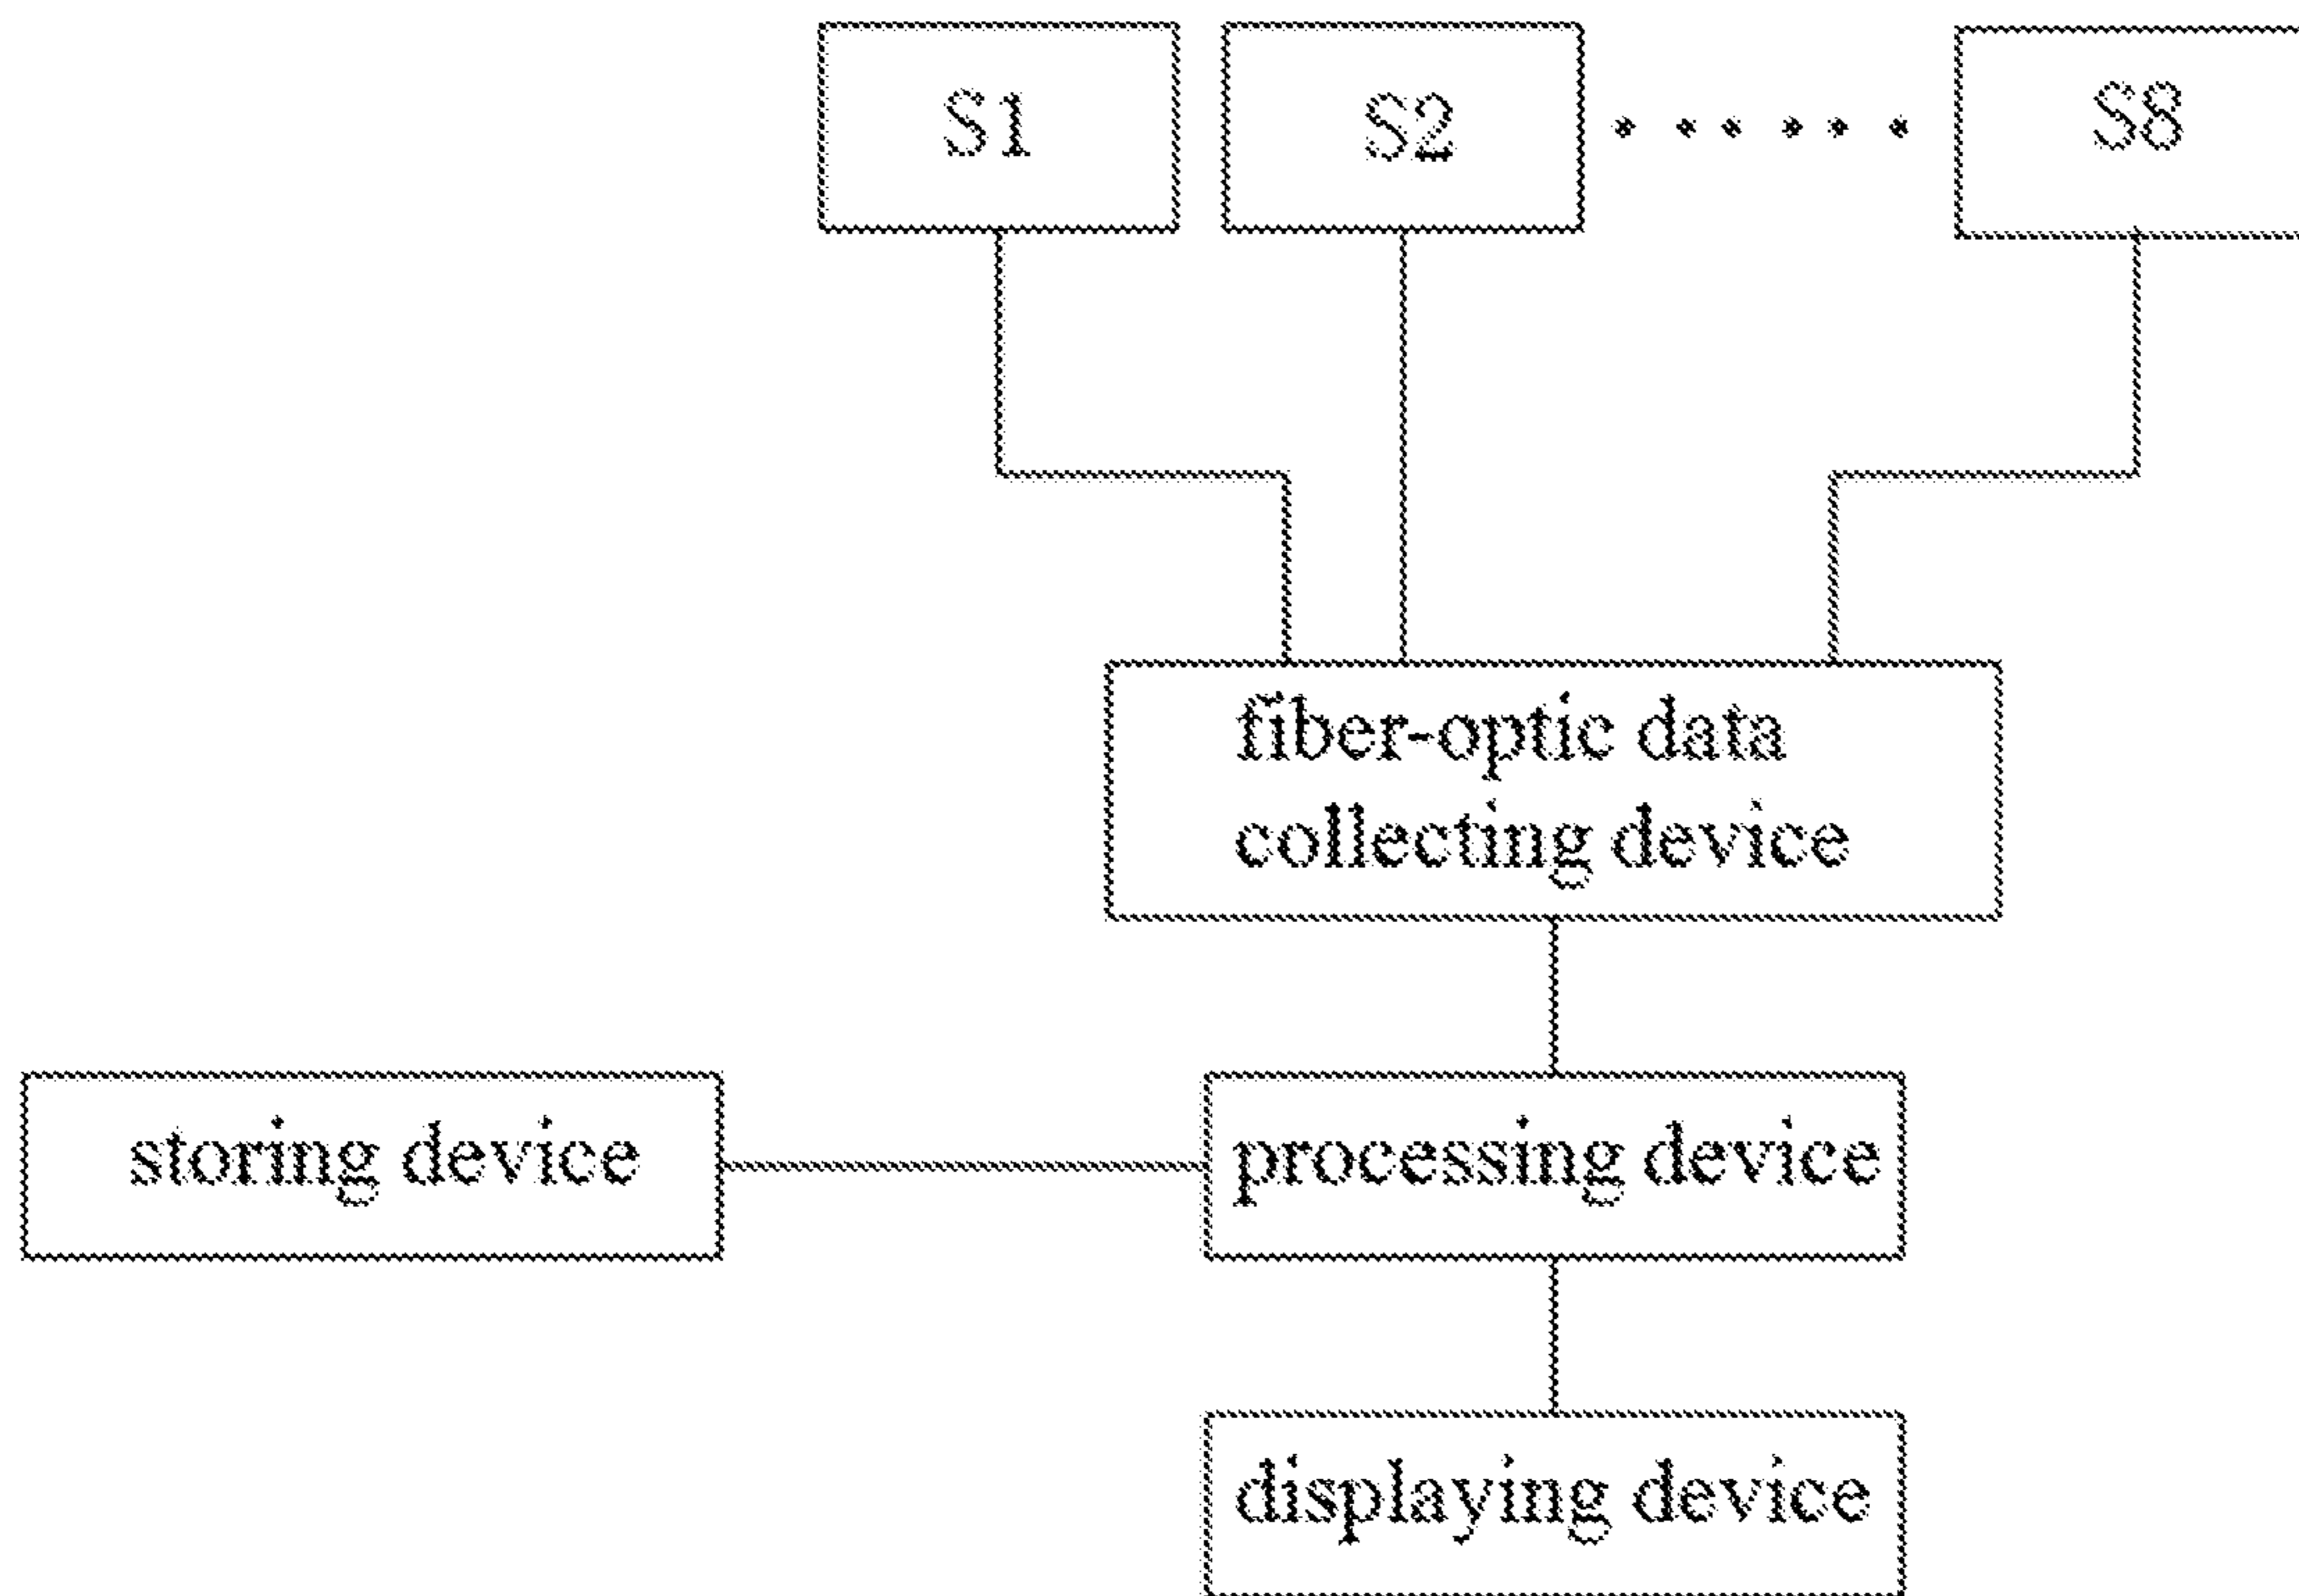 S1 S2 ...... S8
fiber-optic data
collecting device
storing device processing device
displaying device